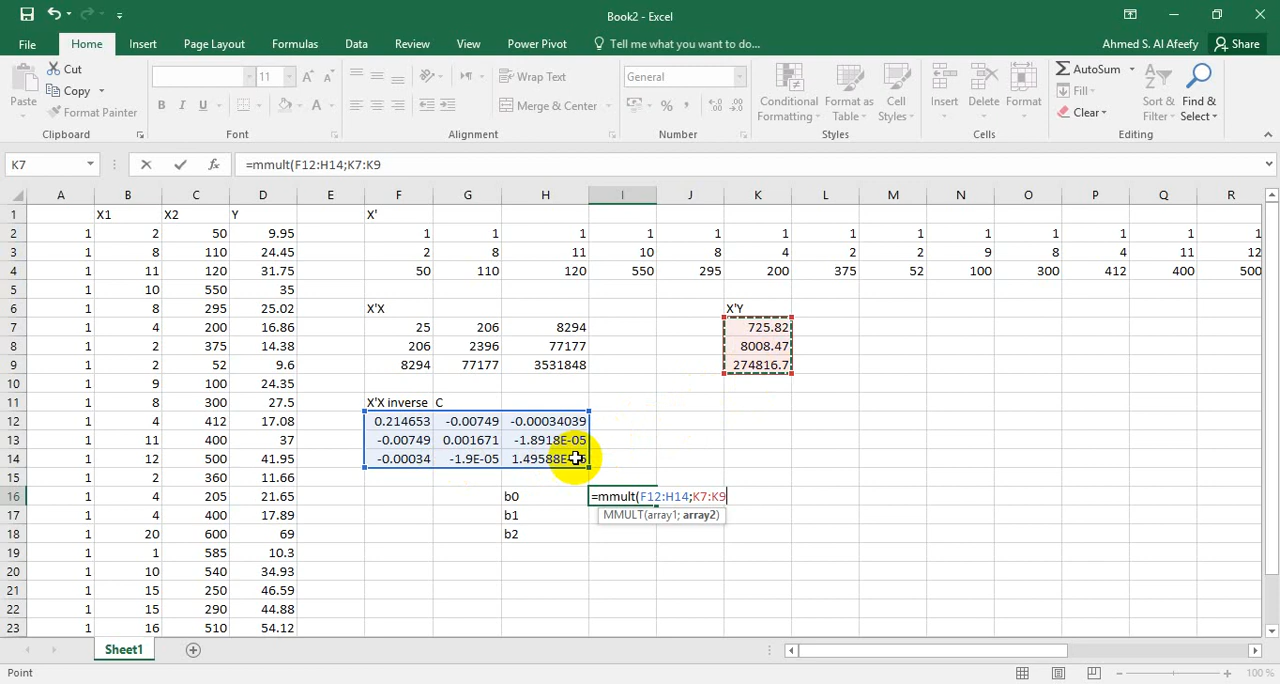 Book2 - Excel
File Home Insert Page Layout Formulas Data Review View Power Pivot Tell me what you want to do... Ahmed S. Al Afeefy Share
Paste Cut Copy Format Painter
11 Wrap Text Merge & Center
General % ,
Conditional Formatting Format as Table Cell Styles
Insert Delete Format
AutoSum Fill Clear Sort & Filter Find & Select
Clipboard Font Alignment Number Styles Cells Editing
K7 =mmult(F12:H14;K7:K9
A B C D E F G H I J K L M N O P Q R
1 X1 X2 Y X'
2 1 2 50 9.95 1 1 1 1 1 1 1 1 1 1 1 1 1
3 1 8 110 24.45 2 8 11 10 8 4 2 2 9 8 4 11 12
4 1 11 120 31.75 50 110 120 550 295 200 375 52 100 300 412 400 500
5 1 10 550 35
6 1 8 295 25.02 X'X X'Y
7 1 4 200 16.86 25 206 8294 725.82
8 1 2 375 14.38 206 2396 77177 8008.47
9 1 2 52 9.6 8294 77177 3531848 274816.7
10 1 9 100 24.35
11 1 8 300 27.5 X'X inverse C
12 1 4 412 17.08 0.214653 -0.00749 -0.00034039
13 1 11 400 37 -0.00749 0.001671 -1.8918E-05
14 1 12 500 41.95 -0.00034 -1.9E-05
15 1 2 360 11.66
16 1 4 205 21.65 b0 =mmult(F12:H14;K7:K9
17 1 4 400 17.89 b1 MMULT(array1; array2)
18 1 20 600 69 b2
19 1 1 585 10.3
20 1 10 540 34.93
21 1 15 250 46.59
22 1 15 290 44.88
23 1 16 510 54.12
Sheet1
Point 100 %